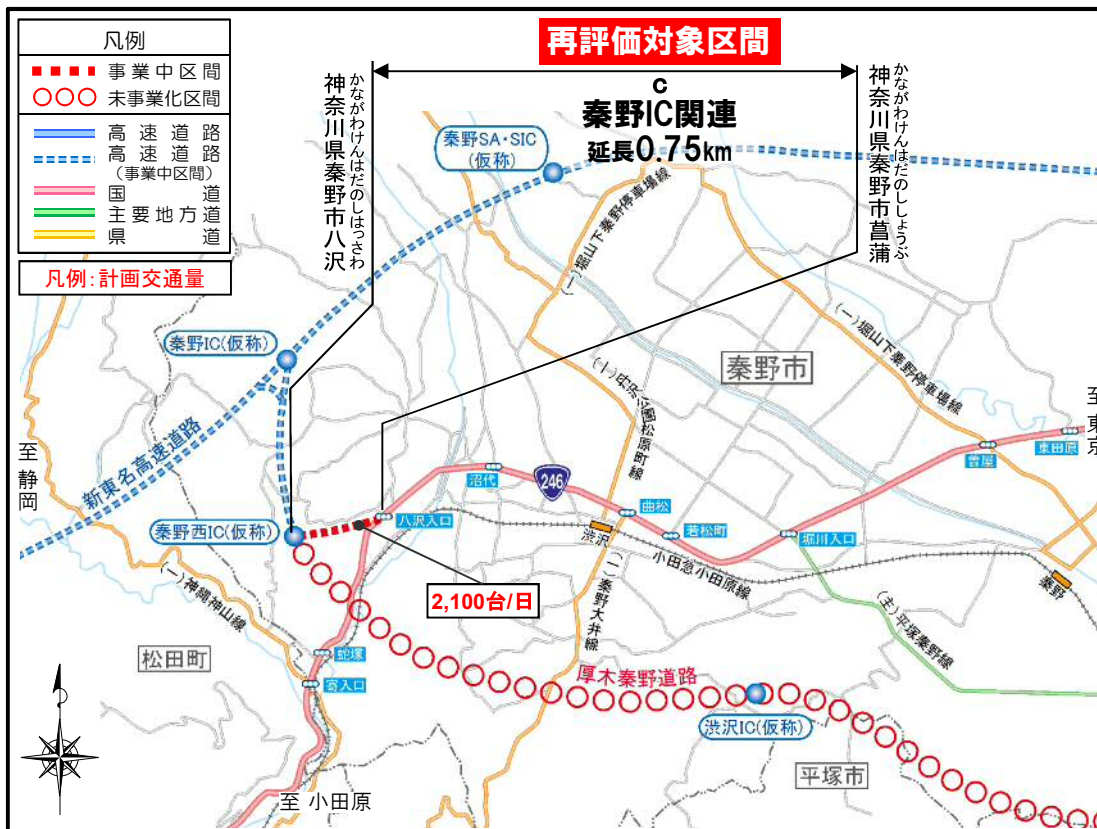 凡例
事業中区間
未事業化区間
高速道路
高速道路
(事業中区間)
国道
主要地方道
県道
凡例:計画交通量
再評価対象区間
c
秦野IC関連
延長0.75km
かながわけんはだのしはっさわ
神奈川県秦野市八沢
かながわけんはだのししょうぶ
神奈川県秦野市菖蒲
秦野SA・SIC
(仮称)
(一)堀山下秦野停車場線
秦野IC(仮称)
(一)丹沢公園松原町線
秦野市
(一)堀山下秦野停車場線
至東京
至静岡
新東名高速道路
沼代
246
曽屋
東田原
秦野西IC(仮称)
八沢入口
曲松
渋沢
若松町
堀川入口
小田急小田原線
秦野
2,100台/日
(一)神縄神山線
(一)秦野大井線
(主)平塚秦野線
松田町
蛇塚
寄入口
厚木秦野道路
渋沢IC(仮称)
平塚市
至 小田原